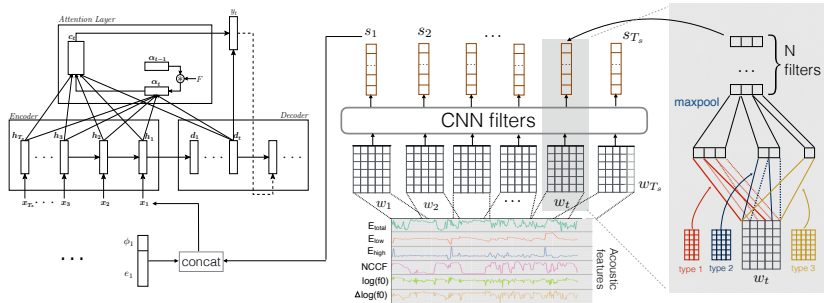 Attention Layer
y_t
c_t
α_{t-1}
F
α_t
Encoder
Decoder
h_{T_s} h_3 h_2 h_1 d_1 d_t
x_{T_s} ... x_3 x_2 x_1
ϕ_1
e_1
...
concat
s_1 s_2 s_{T_s}
CNN filters
w_1 w_2 ... w_t w_{T_s}
E_total
E_low
E_high
NCCF
log(f0)
Δlog(f0)
Acoustic
features
N
filters
...
maxpool
type 1 type 2 w_t type 3